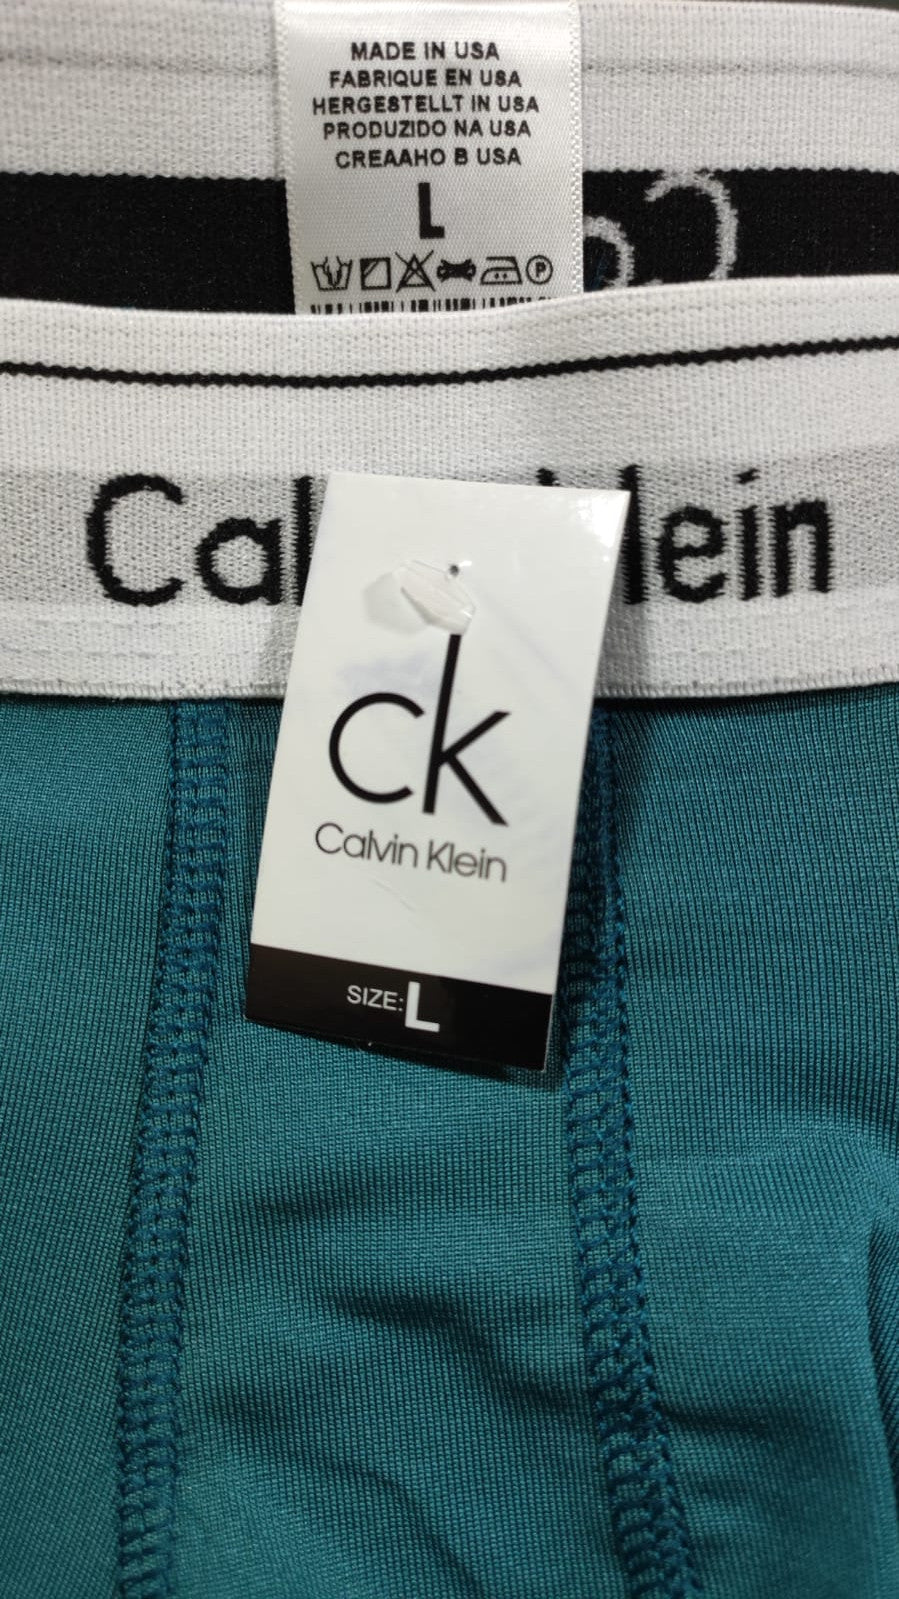 MADE IN USA
FABRIQUE EN USA
HERGESTELLT IN USA
PRODUZIDO NA USA
CREAAHO B USA
L
P
Cal lein
ck
Calvin Klein
SIZE: L